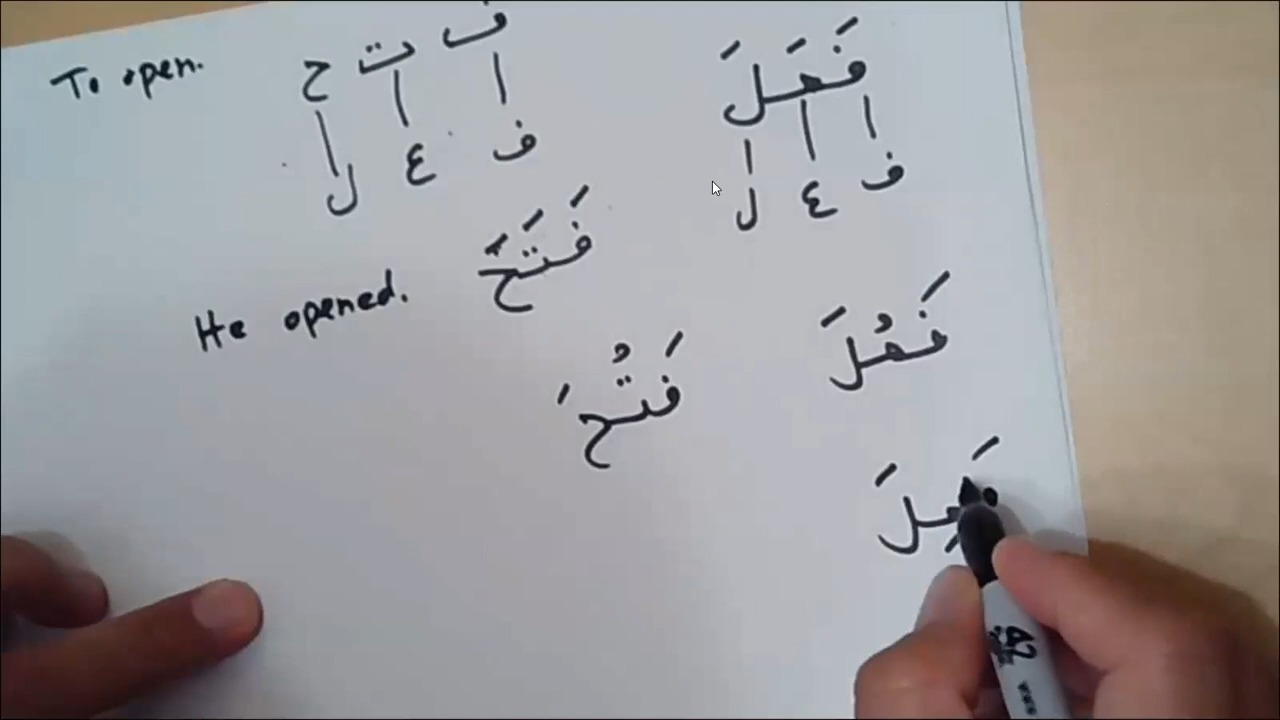 To open.
ف ت ح
ف ع ل
فَعَلَ
ف ع ل
He opened.
فَتَحَ
فَعُلَ
فَتُحَ
فَعِلَ